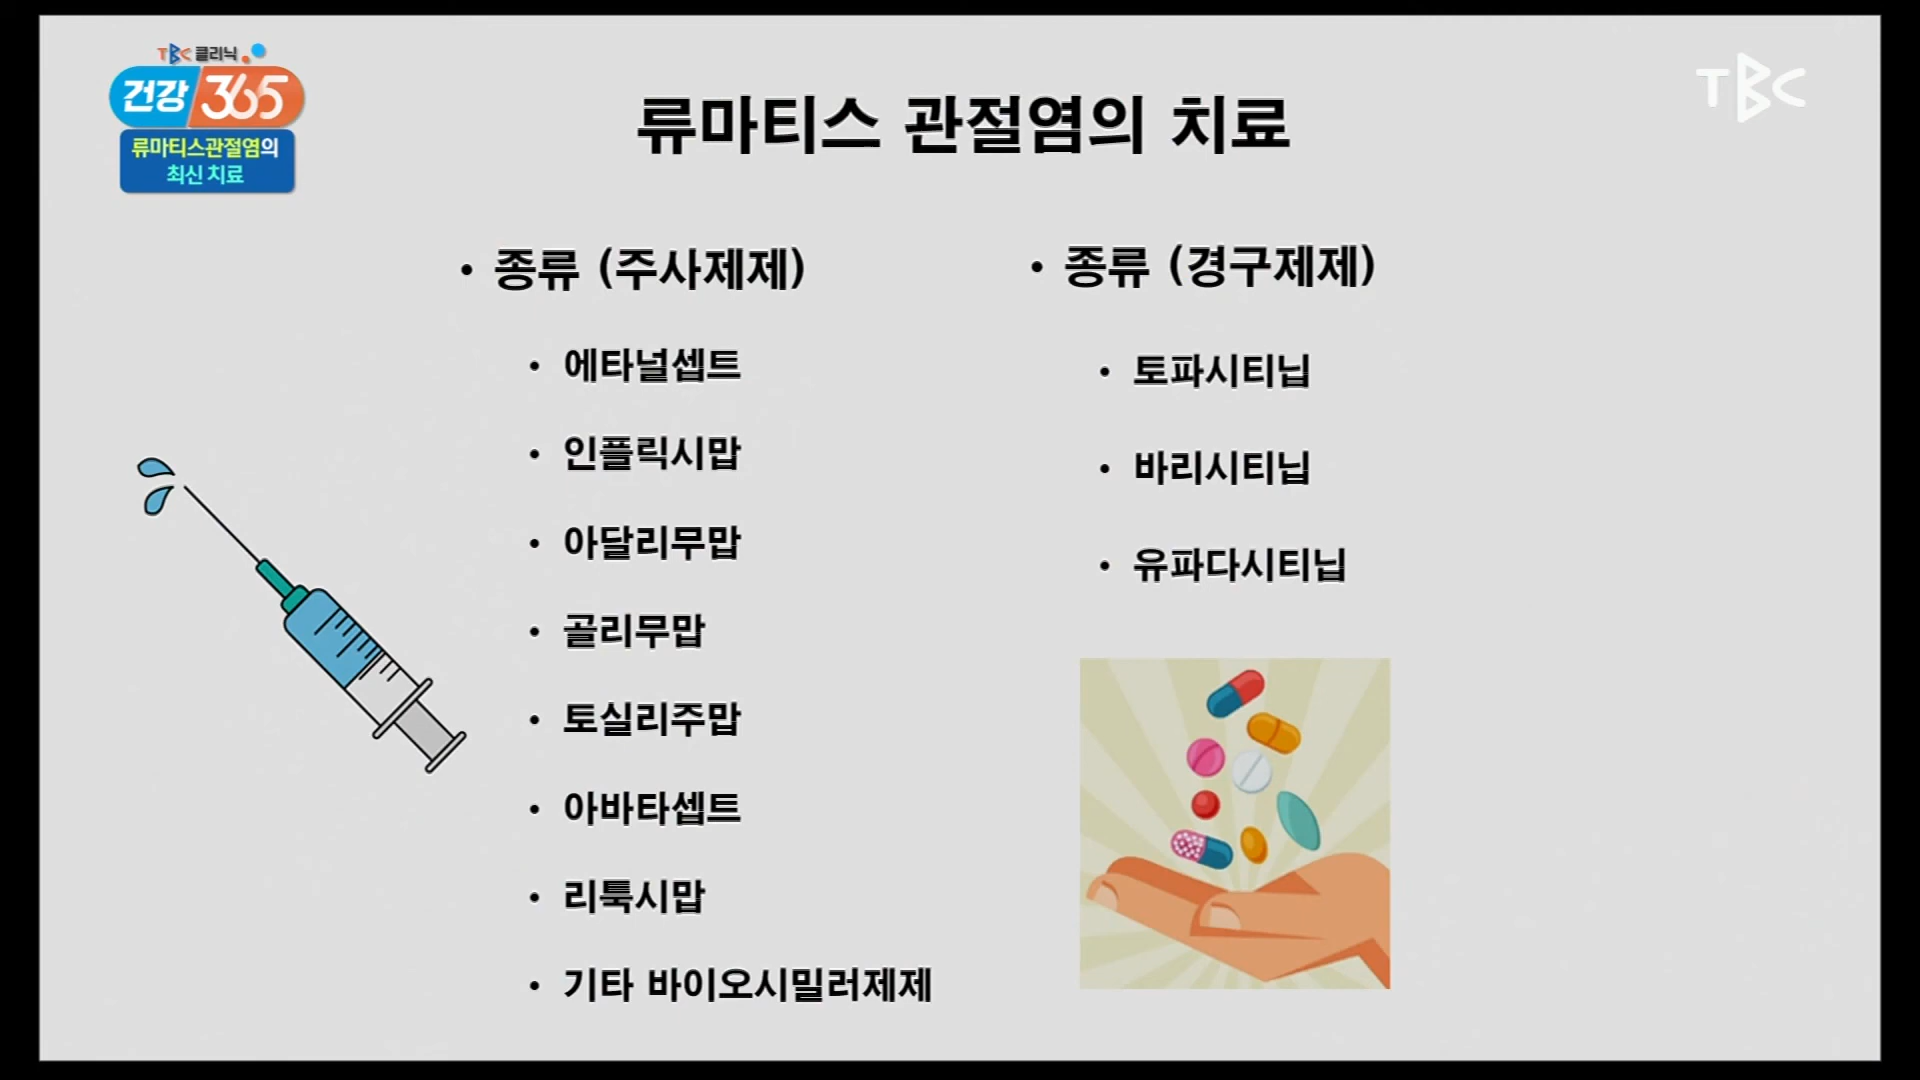 TBC 클리닉
건강 365
류마티스관절염의
최신 치료
TBC
류마티스 관절염의 치료
• 종류 (주사제제)
• 에타널셉트
• 인플릭시맙
• 아달리무맙
• 골리무맙
• 토실리주맙
• 아바타셉트
• 리툭시맙
• 기타 바이오시밀러제제
• 종류 (경구제제)
• 토파시티닙
• 바리시티닙
• 유파다시티닙